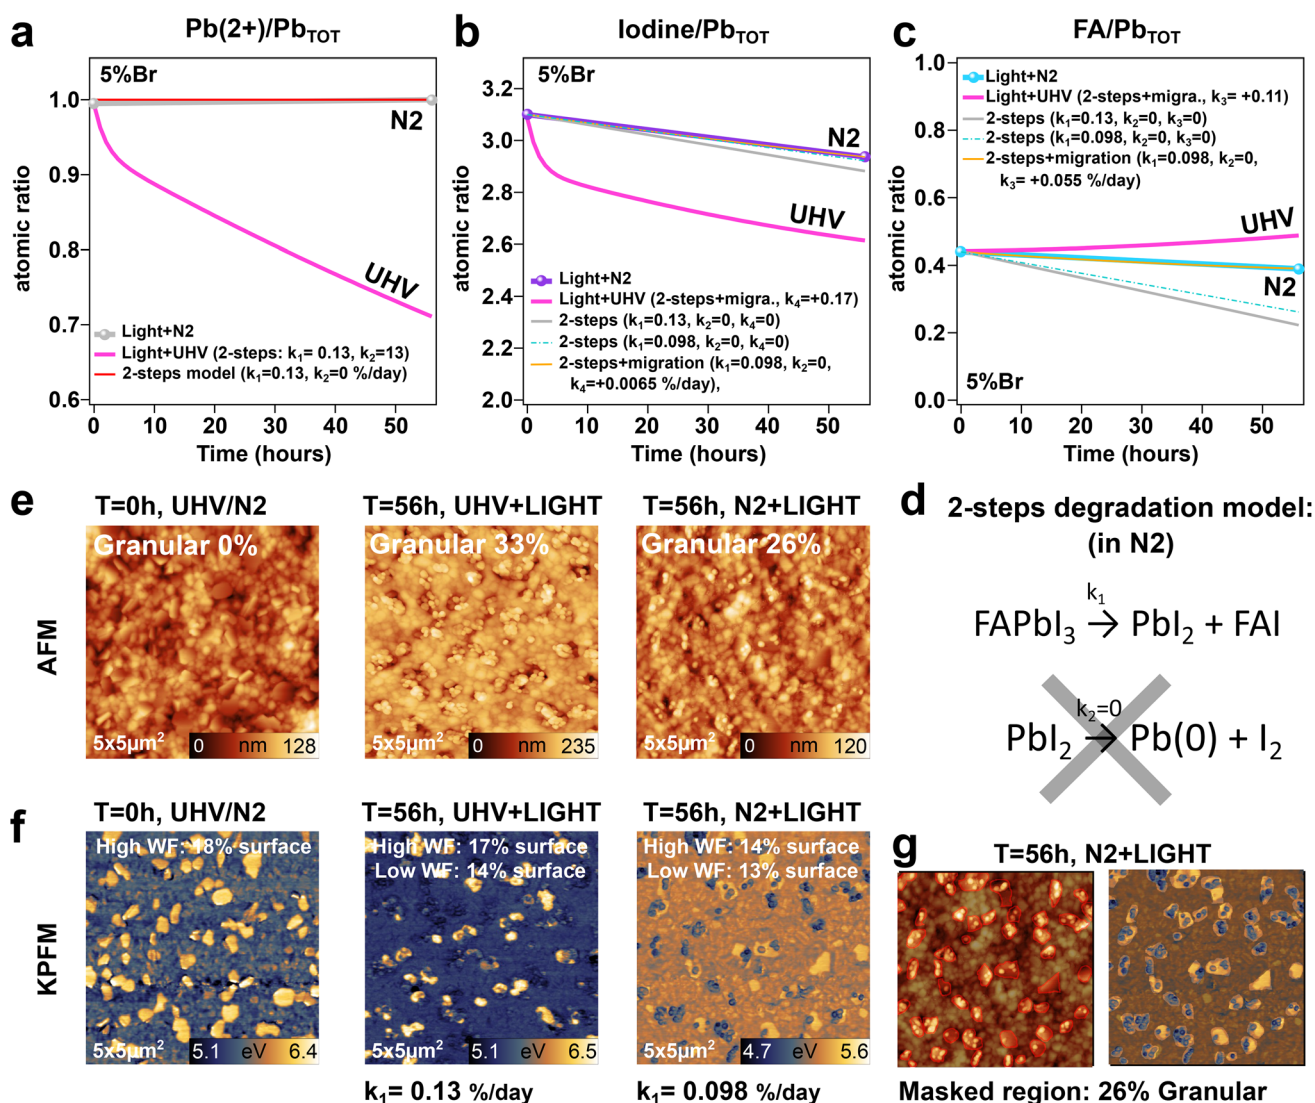 a
Pb(2+)/PbTOT
5%Br
N2
UHV
Light+N2
Light+UHV (2-steps: k1= 0.13, k2=13)
2-steps model (k1=0.13, k2=0 %/day)
atomic ratio
1.0
0.9
0.8
0.7
0.6
0
10
20
30
40
50
Time (hours)
b
Iodine/PbTOT
5%Br
N2
UHV
Light+N2
Light+UHV (2-steps+migra., k4=+0.17)
2-steps (k1=0.13, k2=0, k4=0)
2-steps (k1=0.098, k2=0, k4=0)
2-steps+migration (k1=0.098, k2=0,
k4=+0.0065 %/day),
atomic ratio
3.2
3.0
2.8
2.6
2.4
2.2
2.0
0
10
20
30
40
50
Time (hours)
c
FA/PbTOT
Light+N2
Light+UHV (2-steps+migra., k3= +0.11)
2-steps (k1=0.13, k2=0, k3=0)
2-steps (k1=0.098, k2=0, k3=0)
2-steps+migration (k1=0.098, k2=0,
k3= +0.055 %/day)
UHV
N2
5%Br
atomic ratio
1.0
0.8
0.6
0.4
0.2
0.0
0
10
20
30
40
50
Time (hours)
e
AFM
T=0h, UHV/N2
Granular 0%
5x5µm²
0 nm 128
T=56h, UHV+LIGHT
Granular 33%
5x5µm²
0 nm 235
T=56h, N2+LIGHT
Granular 26%
5x5µm²
0 nm 120
d
2-steps degradation model:
(in N2)
k1
FAPbI3 → PbI2 + FAI
k2=0
PbI2 → Pb(0) + I2
f
KPFM
T=0h, UHV/N2
High WF: 18% surface
5x5µm²
5.1 eV 6.4
T=56h, UHV+LIGHT
High WF: 17% surface
Low WF: 14% surface
5x5µm²
5.1 eV 6.5
k1= 0.13 %/day
T=56h, N2+LIGHT
High WF: 14% surface
Low WF: 13% surface
5x5µm²
4.7 eV 5.6
k1= 0.098 %/day
g
T=56h, N2+LIGHT
Masked region: 26% Granular